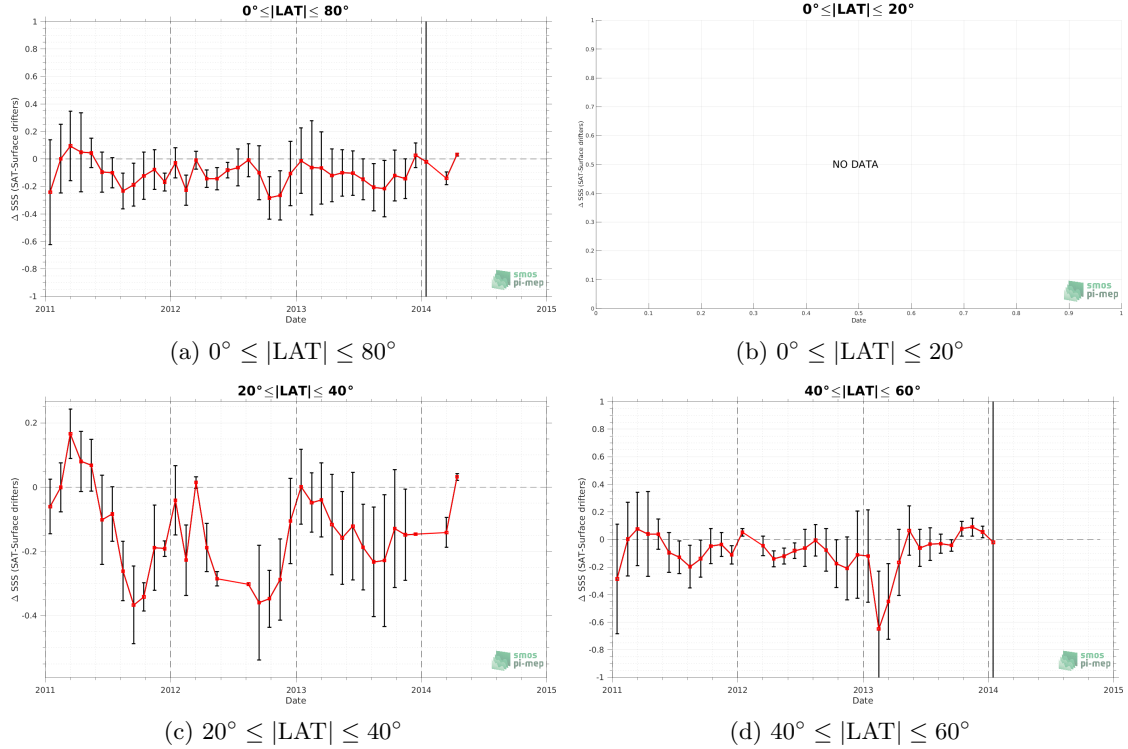 0°≤|LAT|≤ 80°
1
0.8
0.6
0.4
0.2
0
-0.2
-0.4
-0.6
-0.8
-1
Δ SSS (SAT-Surface drifters)
2011
2012
2013
2014
2015
Date
smos
pi-mep
(a) 0° ≤ |LAT| ≤ 80°
0°≤|LAT|≤ 20°
1
0.9
0.8
0.7
0.6
0.5
0.4
0.3
0.2
0.1
0
Δ SSS (SAT-Surface drifters)
NO DATA
0
0.1
0.2
0.3
0.4
0.5
0.6
0.7
0.8
0.9
1
Date
smos
pi-mep
(b) 0° ≤ |LAT| ≤ 20°
20°≤|LAT|≤ 40°
0.2
0
-0.2
-0.4
Δ SSS (SAT-Surface drifters)
2011
2012
2013
2014
2015
Date
smos
pi-mep
(c) 20° ≤ |LAT| ≤ 40°
40°≤|LAT|≤ 60°
1
0.8
0.6
0.4
0.2
0
-0.2
-0.4
-0.6
-0.8
-1
Δ SSS (SAT-Surface drifters)
2011
2012
2013
2014
2015
Date
smos
pi-mep
(d) 40° ≤ |LAT| ≤ 60°